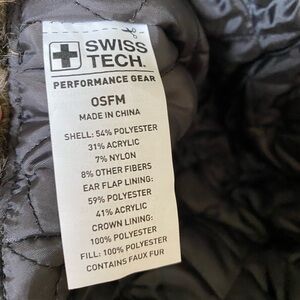 SWISS
TECH.
PERFORMANCE GEAR
OSFM
MADE IN CHINA
SHELL: 54% POLYESTER
31% ACRYLIC
7% NYLON
8% OTHER FIBERS
EAR FLAP LINING:
59% POLYESTER
41% ACRYLIC
CROWN LINING:
100% POLYESTER
FILL: 100% POLYESTER
CONTAINS FAUX FUR